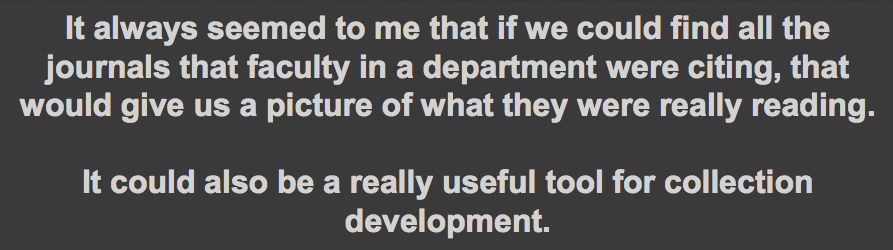 It always seemed to me that if we could find all the
journals that faculty in a department were citing, that
would give us a picture of what they were really reading.
It could also be a really useful tool for collection
development.